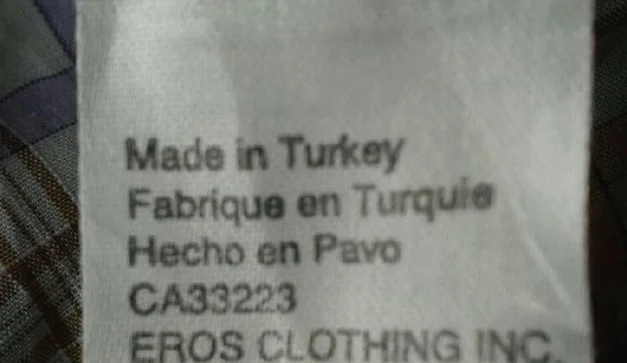 Made in Turkey
Fabrique en Turquie
Hecho en Pavo
CA33223
EROS CLOTHING INC